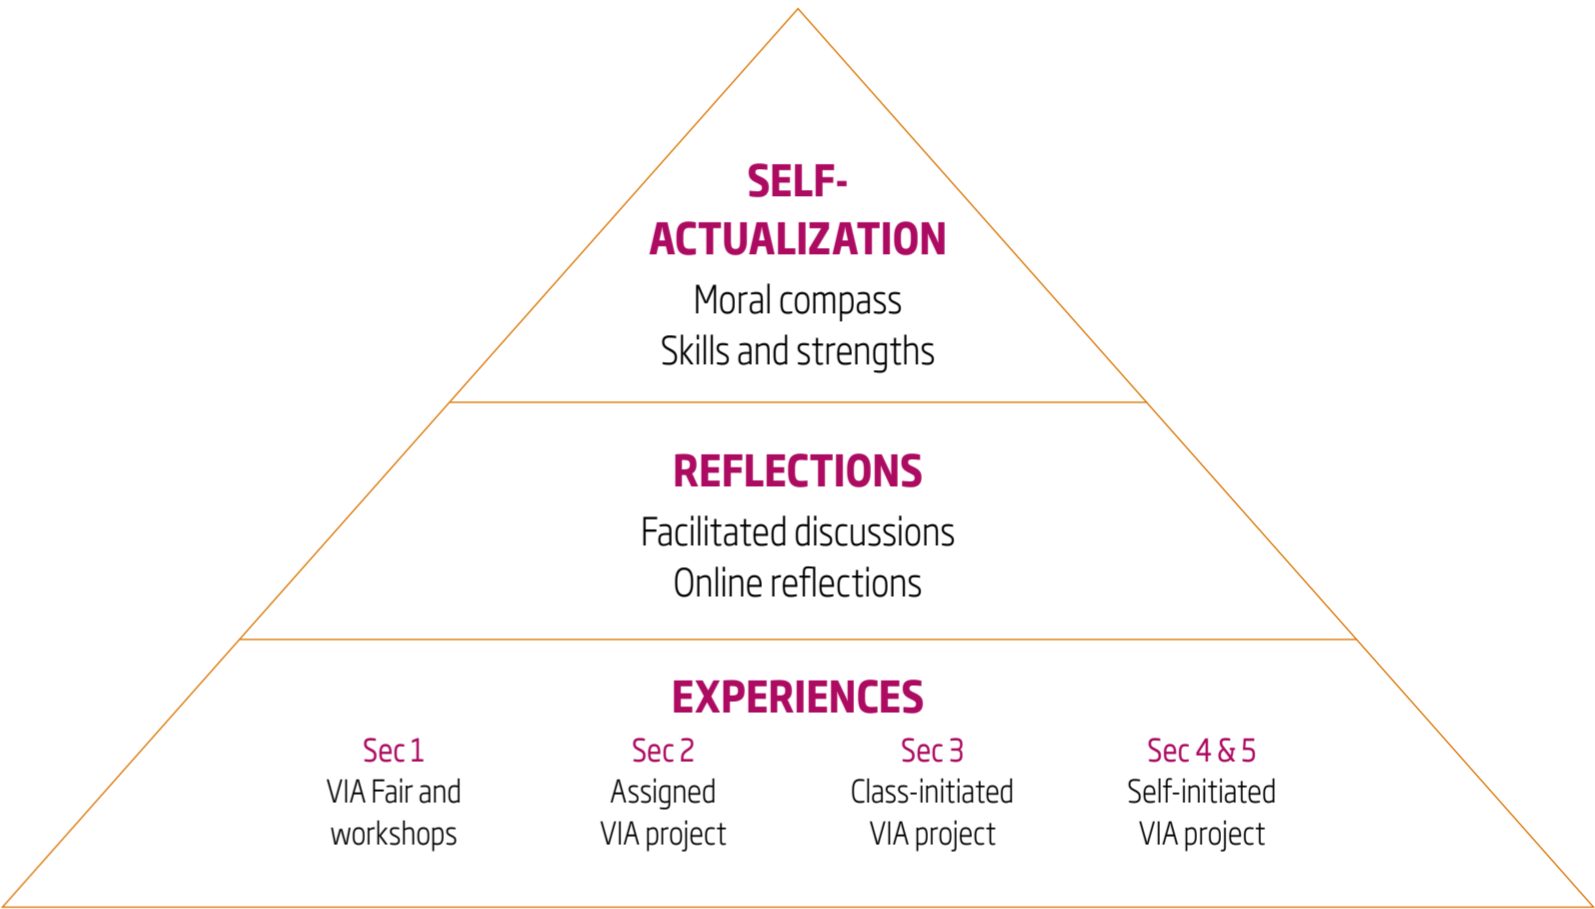 SELF-
ACTUALIZATION
Moral compass
Skills and strengths
REFLECTIONS
Facilitated discussions
Online reflections
EXPERIENCES
Sec 1
VIA Fair and
workshops
Sec 2
Assigned
VIA project
Sec 3
Class-initiated
VIA project
Sec 4 & 5
Self-initiated
VIA project